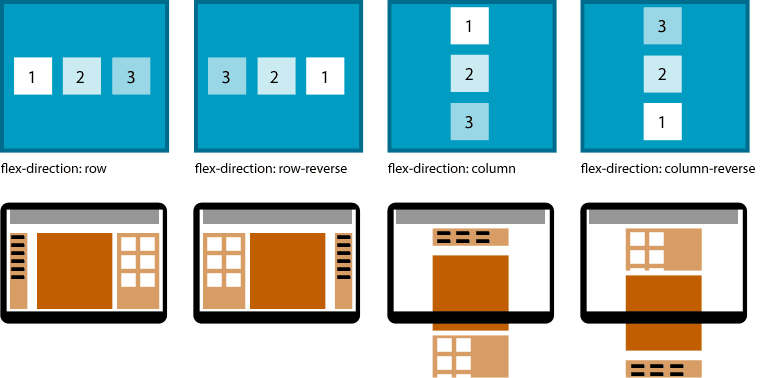 1 2 3
flex-direction: row
3 2 1
flex-direction: row-reverse
1
2
3
flex-direction: column
3
2
1
flex-direction: column-reverse